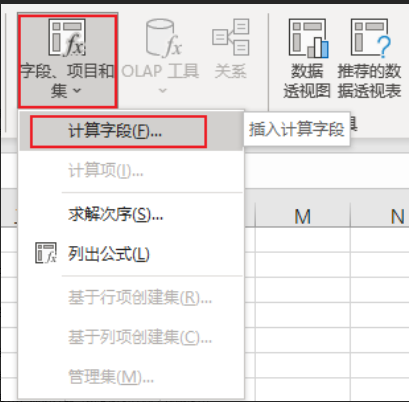 字段、项目和集
OLAP 工具
关系
数据透视图
推荐的数据透视表
计算字段(F)...
插入计算字段
具
计算项(I)...
求解次序(S)...
M
N
列出公式(L)
基于行项创建集(R)...
基于列项创建集(C)...
管理集(M)...